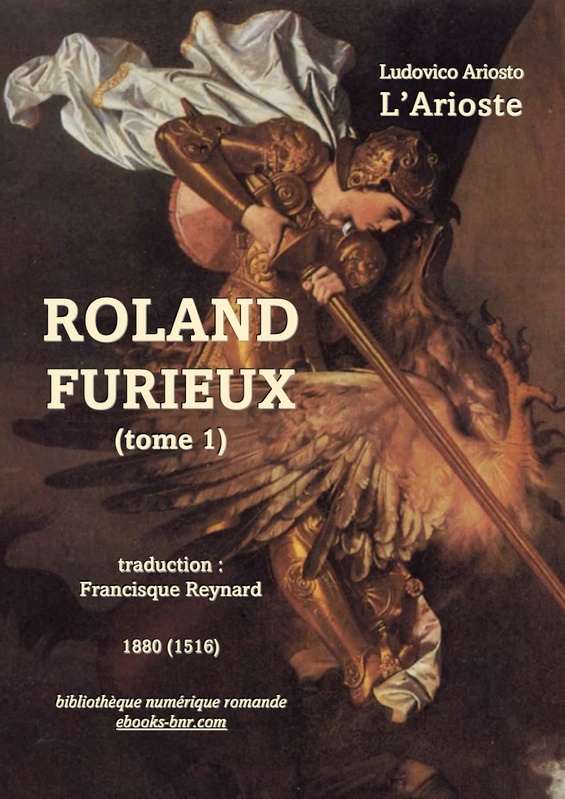 Ludovico Ariosto
L’Arioste
ROLAND
FURIEUX
(tome 1)
traduction :
Francisque Reynard
1880 (1516)
bibliothèque numérique romande
ebooks-bnr.com